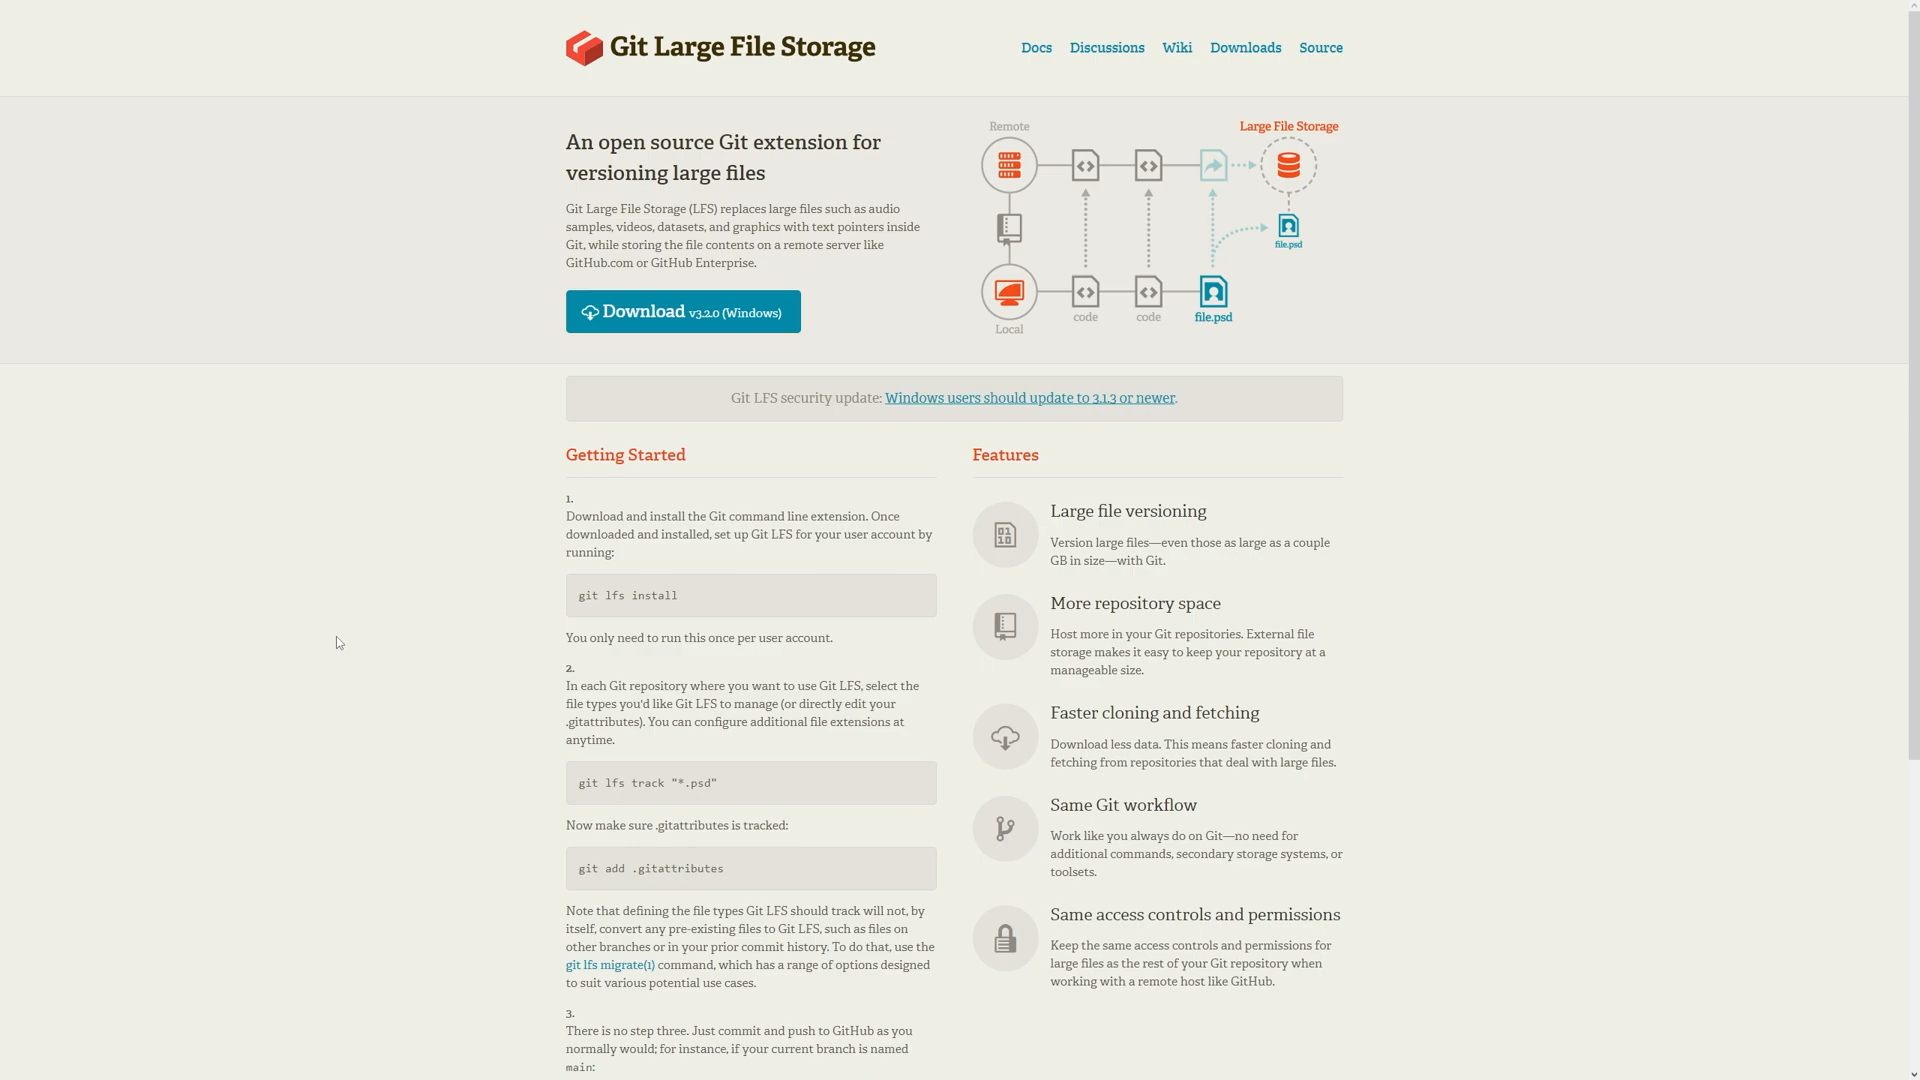 Git Large File Storage
Docs
Discussions
Wiki
Downloads
Source
An open source Git extension for
versioning large files
Git Large File Storage (LFS) replaces large files such as audio
samples, videos, datasets, and graphics with text pointers inside
Git, while storing the file contents on a remote server like
GitHub.com or GitHub Enterprise.
Download v3.2.0 (Windows)
Remote
Large File Storage
file.psd
Local
code
code
file.psd
Git LFS security update: Windows users should update to 3.1.3 or newer.
Getting Started
1.
Download and install the Git command line extension. Once
downloaded and installed, set up Git LFS for your user account by
running:
git lfs install
You only need to run this once per user account.
2.
In each Git repository where you want to use Git LFS, select the
file types you'd like Git LFS to manage (or directly edit your
.gitattributes). You can configure additional file extensions at
anytime.
git lfs track "*.psd"
Now make sure .gitattributes is tracked:
git add .gitattributes
Note that defining the file types Git LFS should track will not, by
itself, convert any pre-existing files to Git LFS, such as files on
other branches or in your prior commit history. To do that, use the
git lfs migrate(1) command, which has a range of options designed
to suit various potential use cases.
3.
There is no step three. Just commit and push to GitHub as you
normally would; for instance, if your current branch is named
main:
Features
01
10
Large file versioning
Version large files—even those as large as a couple
GB in size—with Git.
More repository space
Host more in your Git repositories. External file
storage makes it easy to keep your repository at a
manageable size.
Faster cloning and fetching
Download less data. This means faster cloning and
fetching from repositories that deal with large files.
Same Git workflow
Work like you always do on Git—no need for
additional commands, secondary storage systems, or
toolsets.
Same access controls and permissions
Keep the same access controls and permissions for
large files as the rest of your Git repository when
working with a remote host like GitHub.